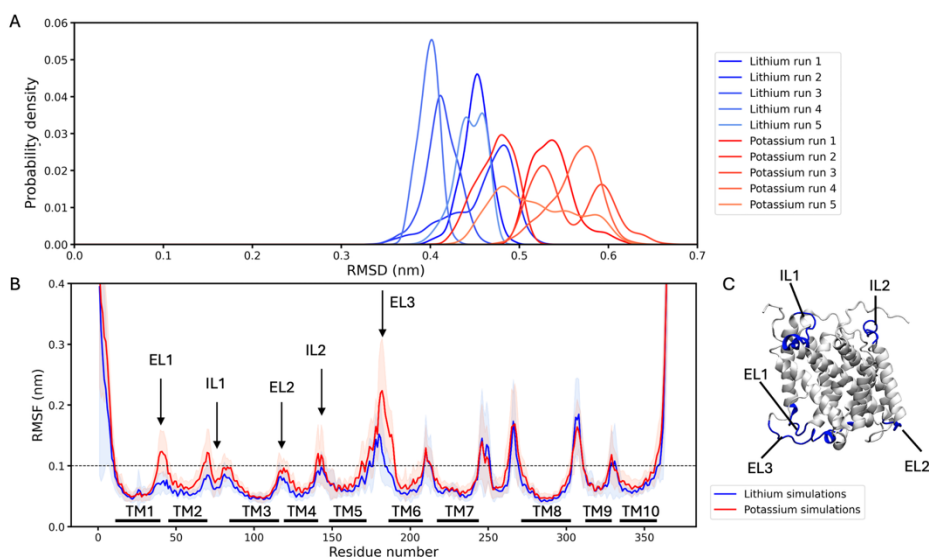 A
Probability density
0.06
0.05
0.04
0.03
0.02
0.01
0.00
0.0 0.1 0.2 0.3 0.4 0.5 0.6 0.7
RMSD (nm)
Lithium run 1
Lithium run 2
Lithium run 3
Lithium run 4
Lithium run 5
Potassium run 1
Potassium run 2
Potassium run 3
Potassium run 4
Potassium run 5
B
RMSF (nm)
0.4
0.3
0.2
0.1
0.0
EL1
IL1
EL2
IL2
EL3
TM1 TM2 TM3 TM4 TM5 TM6 TM7 TM8 TM9 TM10
0 50 100 150 200 250 300 350
Residue number
C
IL1
IL2
EL1
EL3
EL2
Lithium simulations
Potassium simulations